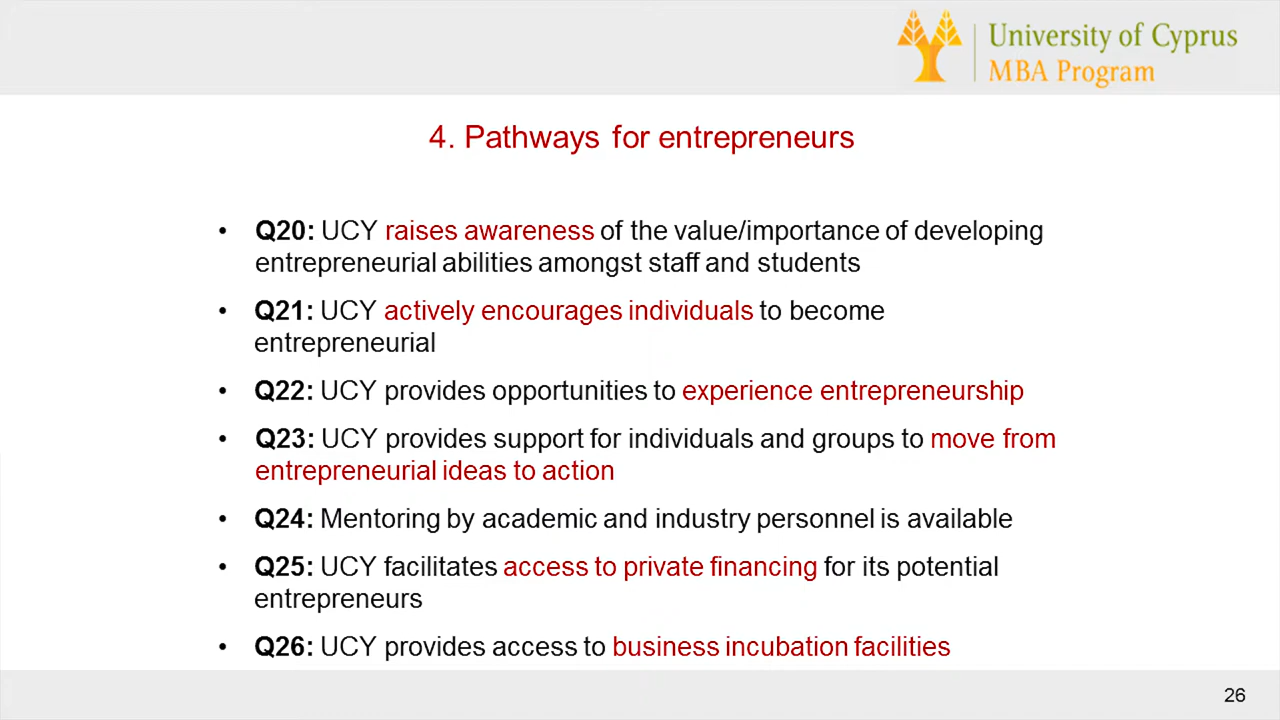 University of Cyprus
MBA Program
4. Pathways for entrepreneurs
• Q20: UCY raises awareness of the value/importance of developing
entrepreneurial abilities amongst staff and students
• Q21: UCY actively encourages individuals to become
entrepreneurial
• Q22: UCY provides opportunities to experience entrepreneurship
• Q23: UCY provides support for individuals and groups to move from
entrepreneurial ideas to action
• Q24: Mentoring by academic and industry personnel is available
• Q25: UCY facilitates access to private financing for its potential
entrepreneurs
• Q26: UCY provides access to business incubation facilities
26